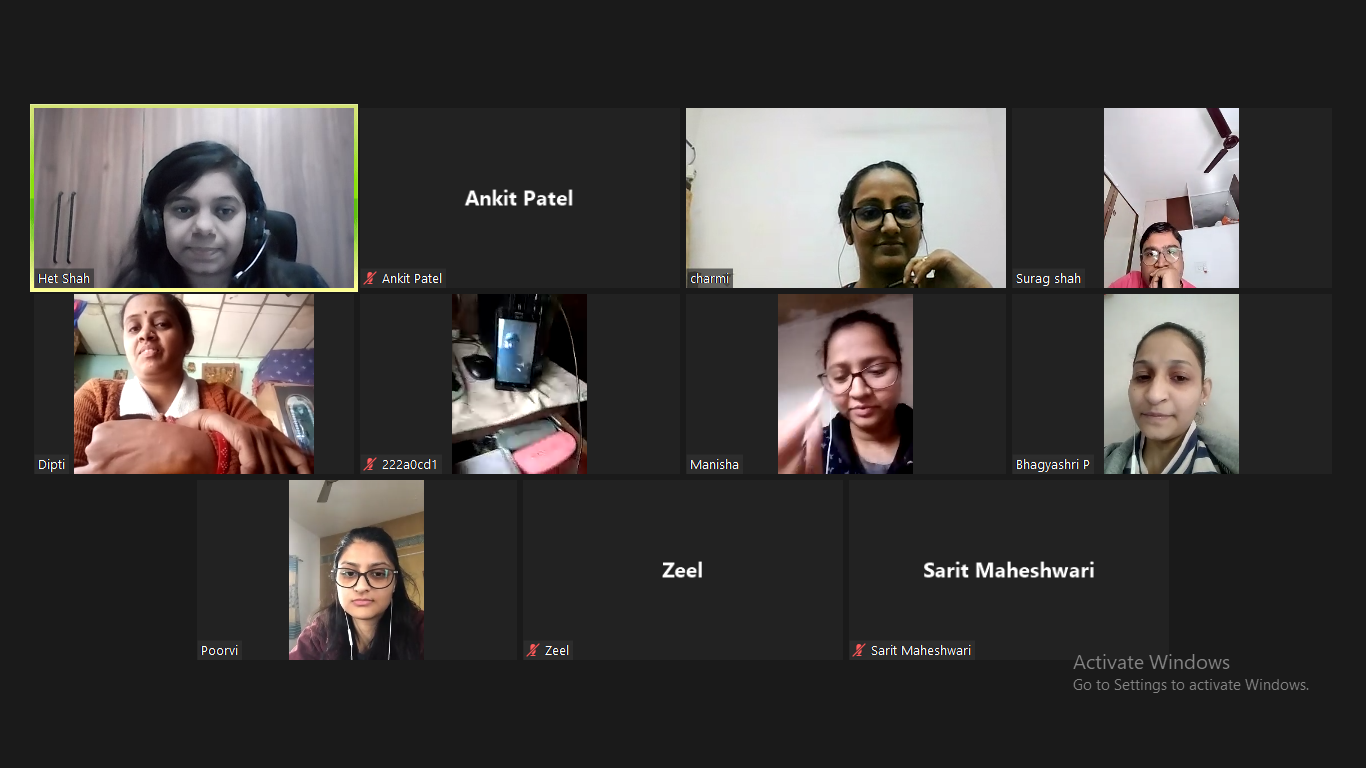 Ankit Patel
Het Shah
Ankit Patel
charmi
Surag shah
Dipti
222a0cd1
Manisha
Bhagyashri P
Zeel
Sarit Maheshwari
Poorvi
Zeel
Sarit Maheshwari
Activate Windows
Go to Settings to activate Windows.